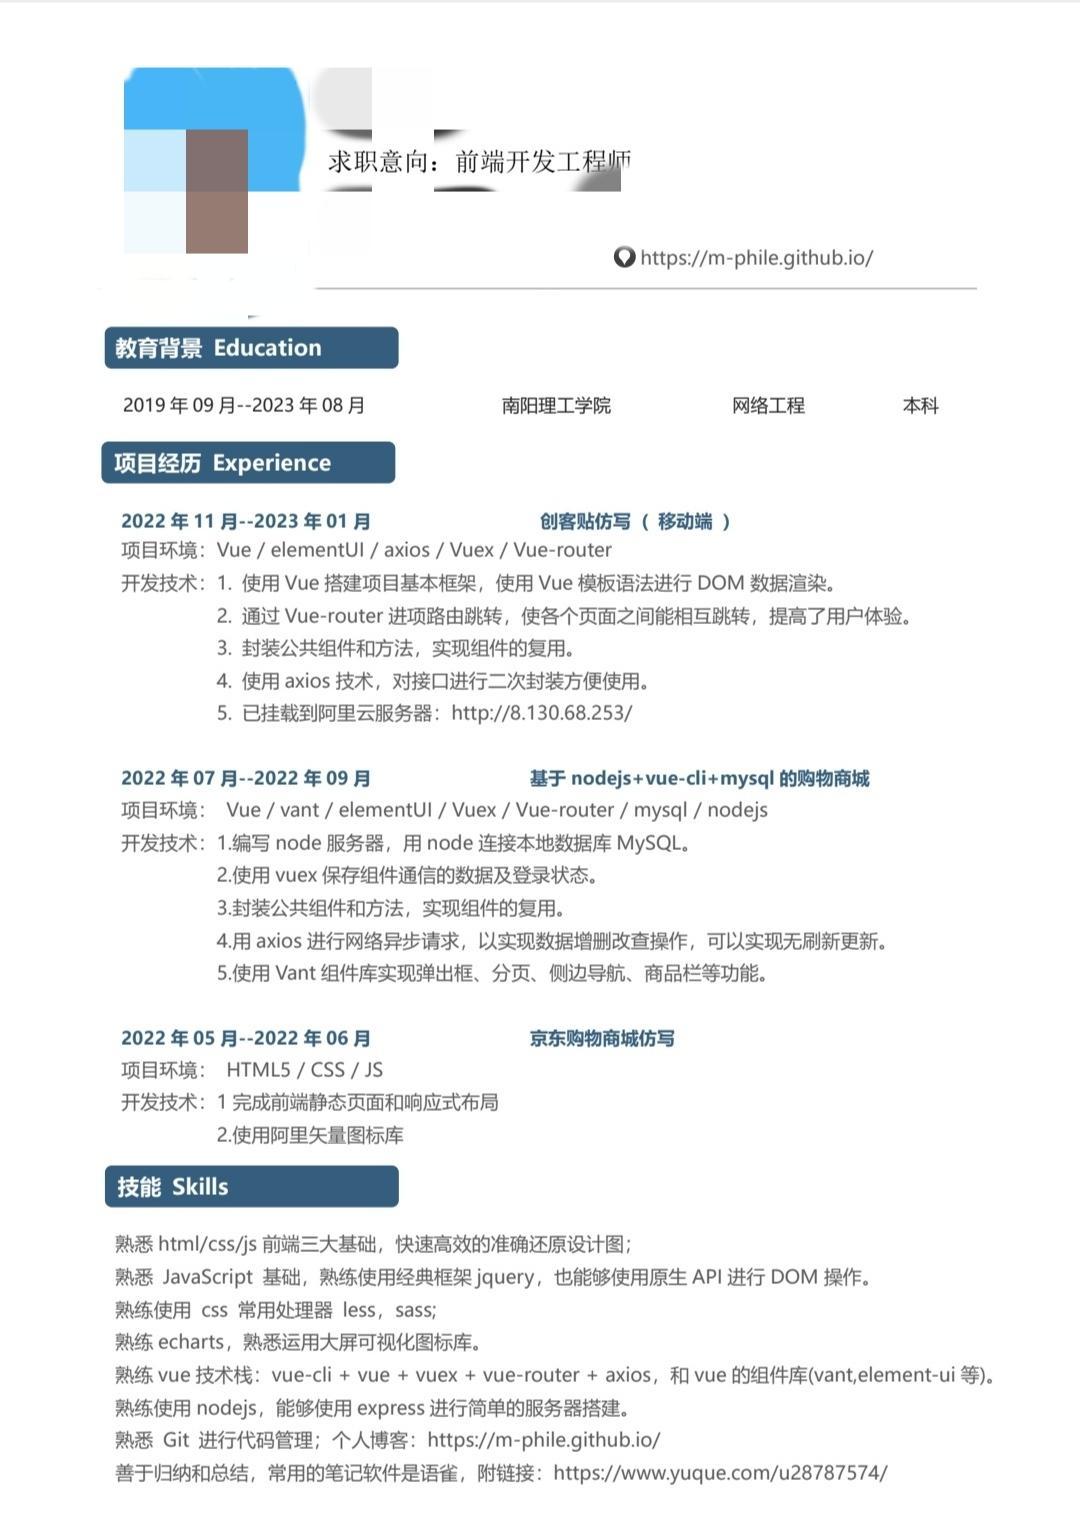 求职意向：前端开发工程师
https://m-phile.github.io/
教育背景 Education
2019 年 09 月--2023 年 08 月 南阳理工学院 网络工程 本科
项目经历 Experience
2022 年 11 月--2023 年 01 月 创客贴仿写（ 移动端 ）
项目环境：Vue / elementUI / axios / Vuex / Vue-router
开发技术：1. 使用 Vue 搭建项目基本框架，使用 Vue 模板语法进行 DOM 数据渲染。
2. 通过 Vue-router 进项路由跳转，使各个页面之间能相互跳转，提高了用户体验。
3. 封装公共组件和方法，实现组件的复用。
4. 使用 axios 技术，对接口进行二次封装方便使用。
5. 已挂载到阿里云服务器：http://8.130.68.253/
2022 年 07 月--2022 年 09 月 基于 nodejs+vue-cli+mysql 的购物商城
项目环境： Vue / vant / elementUI / Vuex / Vue-router / mysql / nodejs
开发技术：1.编写 node 服务器，用 node 连接本地数据库 MySQL。
2.使用 vuex 保存组件通信的数据及登录状态。
3.封装公共组件和方法，实现组件的复用。
4.用 axios 进行网络异步请求，以实现数据增删改查操作，可以实现无刷新更新。
5.使用 Vant 组件库实现弹出框、分页、侧边导航、商品栏等功能。
2022 年 05 月--2022 年 06 月 京东购物商城仿写
项目环境： HTML5 / CSS / JS
开发技术：1 完成前端静态页面和响应式布局
2.使用阿里矢量图标库
技能 Skills
熟悉 html/css/js 前端三大基础，快速高效的准确还原设计图；
熟悉 JavaScript 基础，熟练使用经典框架 jquery，也能够使用原生 API 进行 DOM 操作。
熟练使用 css 常用处理器 less，sass;
熟练 echarts，熟悉运用大屏可视化图标库。
熟练 vue 技术栈：vue-cli + vue + vuex + vue-router + axios，和 vue 的组件库(vant,element-ui 等)。
熟练使用 nodejs，能够使用 express 进行简单的服务器搭建。
熟悉 Git 进行代码管理；个人博客：https://m-phile.github.io/
善于归纳和总结，常用的笔记软件是语雀，附链接：https://www.yuque.com/u28787574/